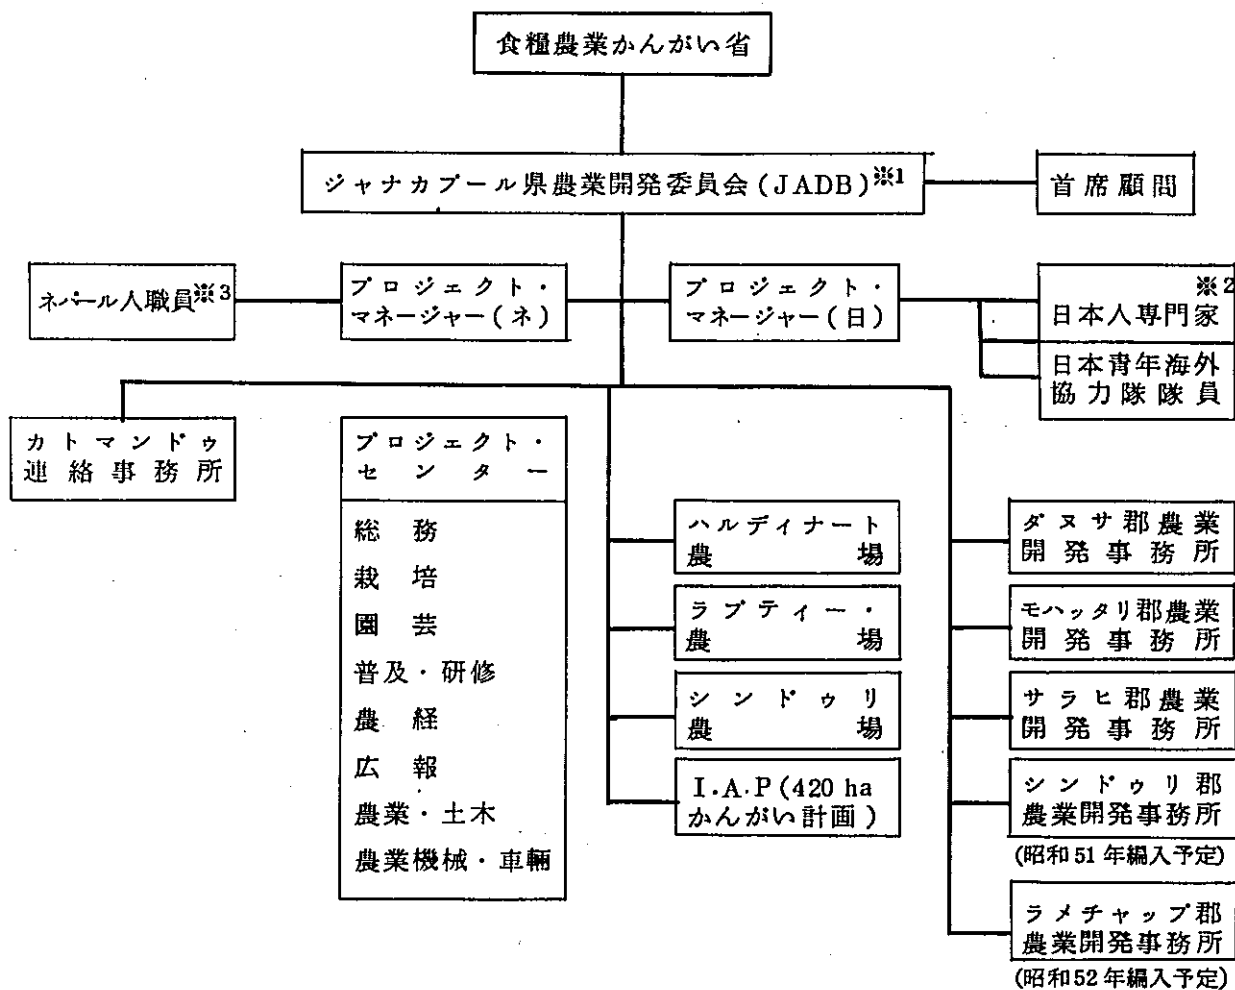 食糧農業かんがい省
ジャナカプール県農業開発委員会(JADB)※1
首席顧問
ネパール人職員※3
プロジェクト・
マネージャー(ネ)
プロジェクト・
マネージャー(日)
※2
日本人専門家
日本青年海外
協力隊隊員
カトマンドゥ
連絡事務所
プロジェクト・
センター
総務
栽培
園芸
普及・研修
農経
広報
農業・土木
農業機械・車輛
ハルディナート
農場
ラプティー・
農場
シンドゥリ
農場
I.A.P(420ha
かんがい計画)
ダヌサ郡農業
開発事務所
モハッタリ郡農業
開発事務所
サラヒ郡農業
開発事務所
シンドゥリ郡
農業開発事務所
(昭和51年編入予定)
ラメチャップ郡
農業開発事務所
(昭和52年編入予定)